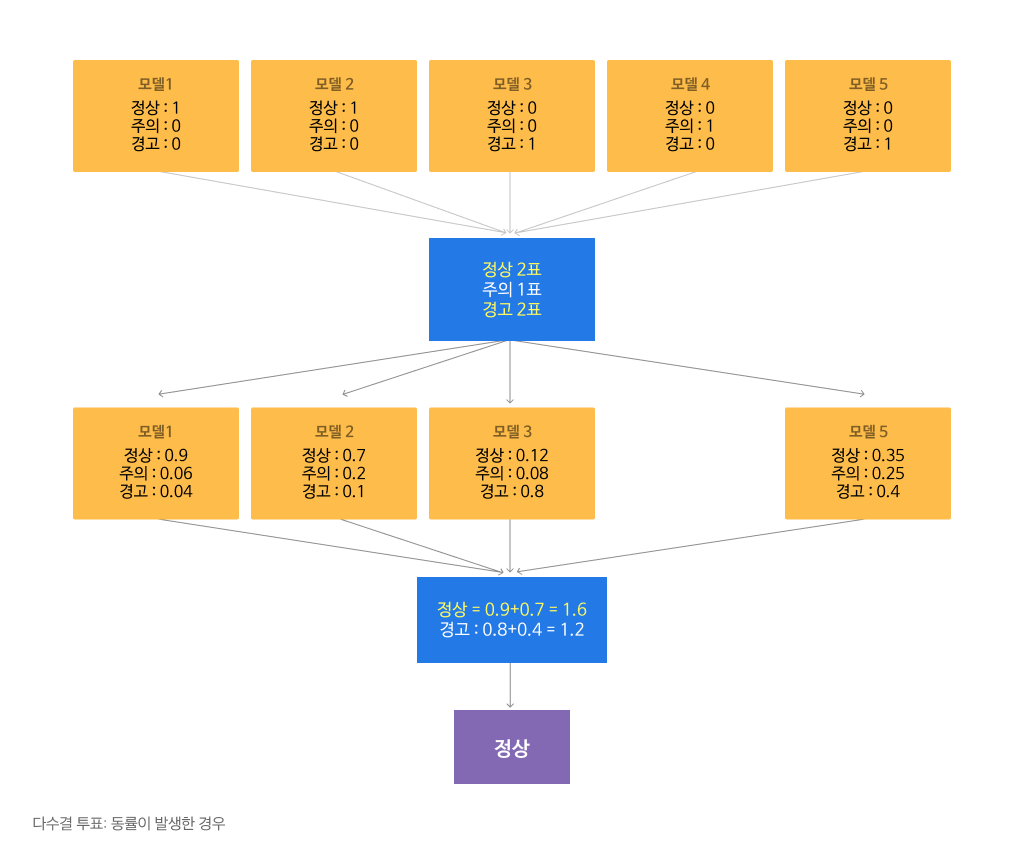 모델1
정상 : 1
주의 : 0
경고 : 0
모델 2
정상 : 1
주의 : 0
경고 : 0
모델 3
정상 : 0
주의 : 0
경고 : 1
모델 4
정상 : 0
주의 : 1
경고 : 0
모델 5
정상 : 0
주의 : 0
경고 : 1
정상 2표
주의 1표
경고 2표
모델1
정상 : 0.9
주의 : 0.06
경고 : 0.04
모델 2
정상 : 0.7
주의 : 0.2
경고 : 0.1
모델 3
정상 : 0.12
주의 : 0.08
경고 : 0.8
모델 5
정상 : 0.35
주의 : 0.25
경고 : 0.4
정상 = 0.9+0.7 = 1.6
경고 : 0.8+0.4 = 1.2
정상
다수결 투표: 동률이 발생한 경우